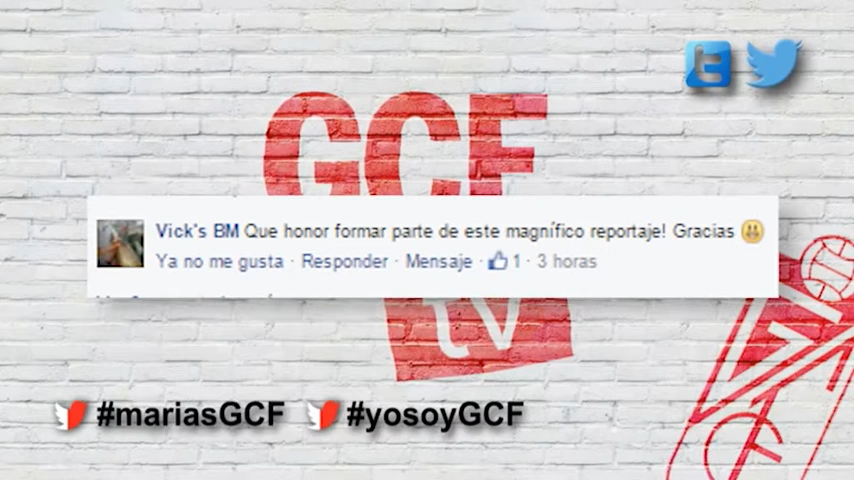 GCF
Vick's BM Que honor formar parte de este magnífico reportaje! Gracias
Ya no me gusta · Responder · Mensaje · 1 · 3 horas
tv
#mariasGCF #yosoyGCF